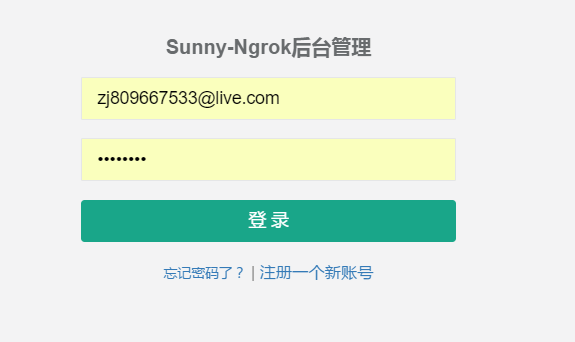 Sunny-Ngrok后台管理
zj809667533@live.com
••••••••
登 录
忘记密码了？ | 注册一个新账号